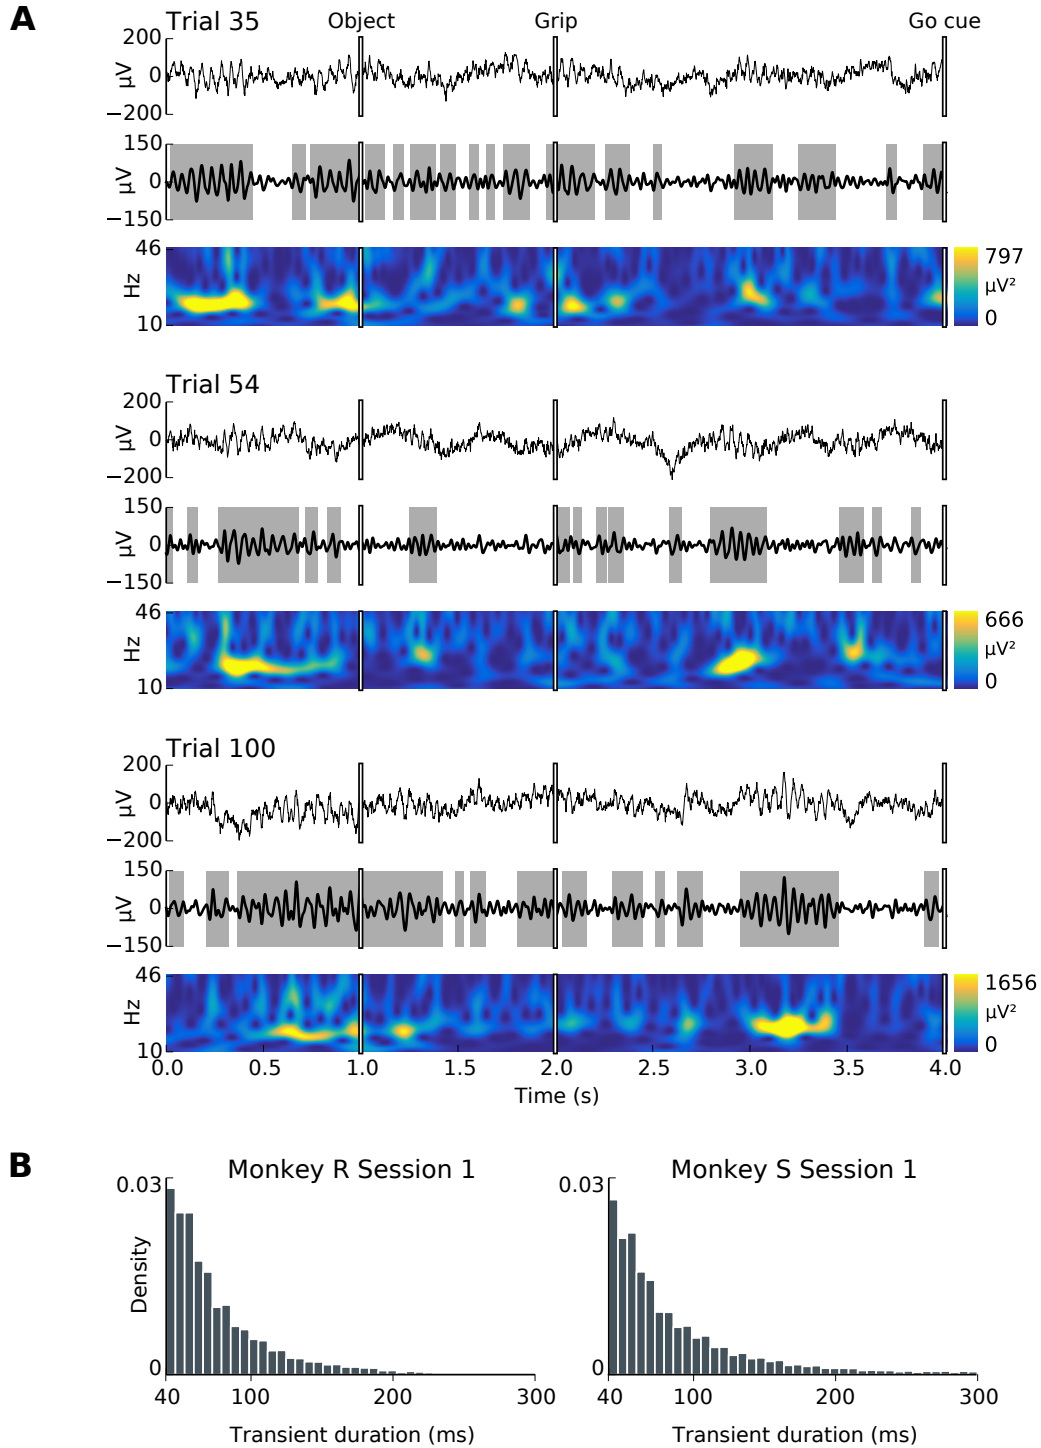 A
Trial 35
Object
Grip
Go cue
200
0
−200
µV
150
0
−150
µV
46
10
Hz
797
µV²
0
Trial 54
200
0
−200
µV
150
0
−150
µV
46
10
Hz
666
µV²
0
Trial 100
200
0
−200
µV
150
0
−150
µV
46
10
Hz
1656
µV²
0
0.0 0.5 1.0 1.5 2.0 2.5 3.0 3.5 4.0
Time (s)
B
Monkey R Session 1
0.03
0
Density
40 100 200 300
Transient duration (ms)
Monkey S Session 1
0.03
0
40 100 200 300
Transient duration (ms)